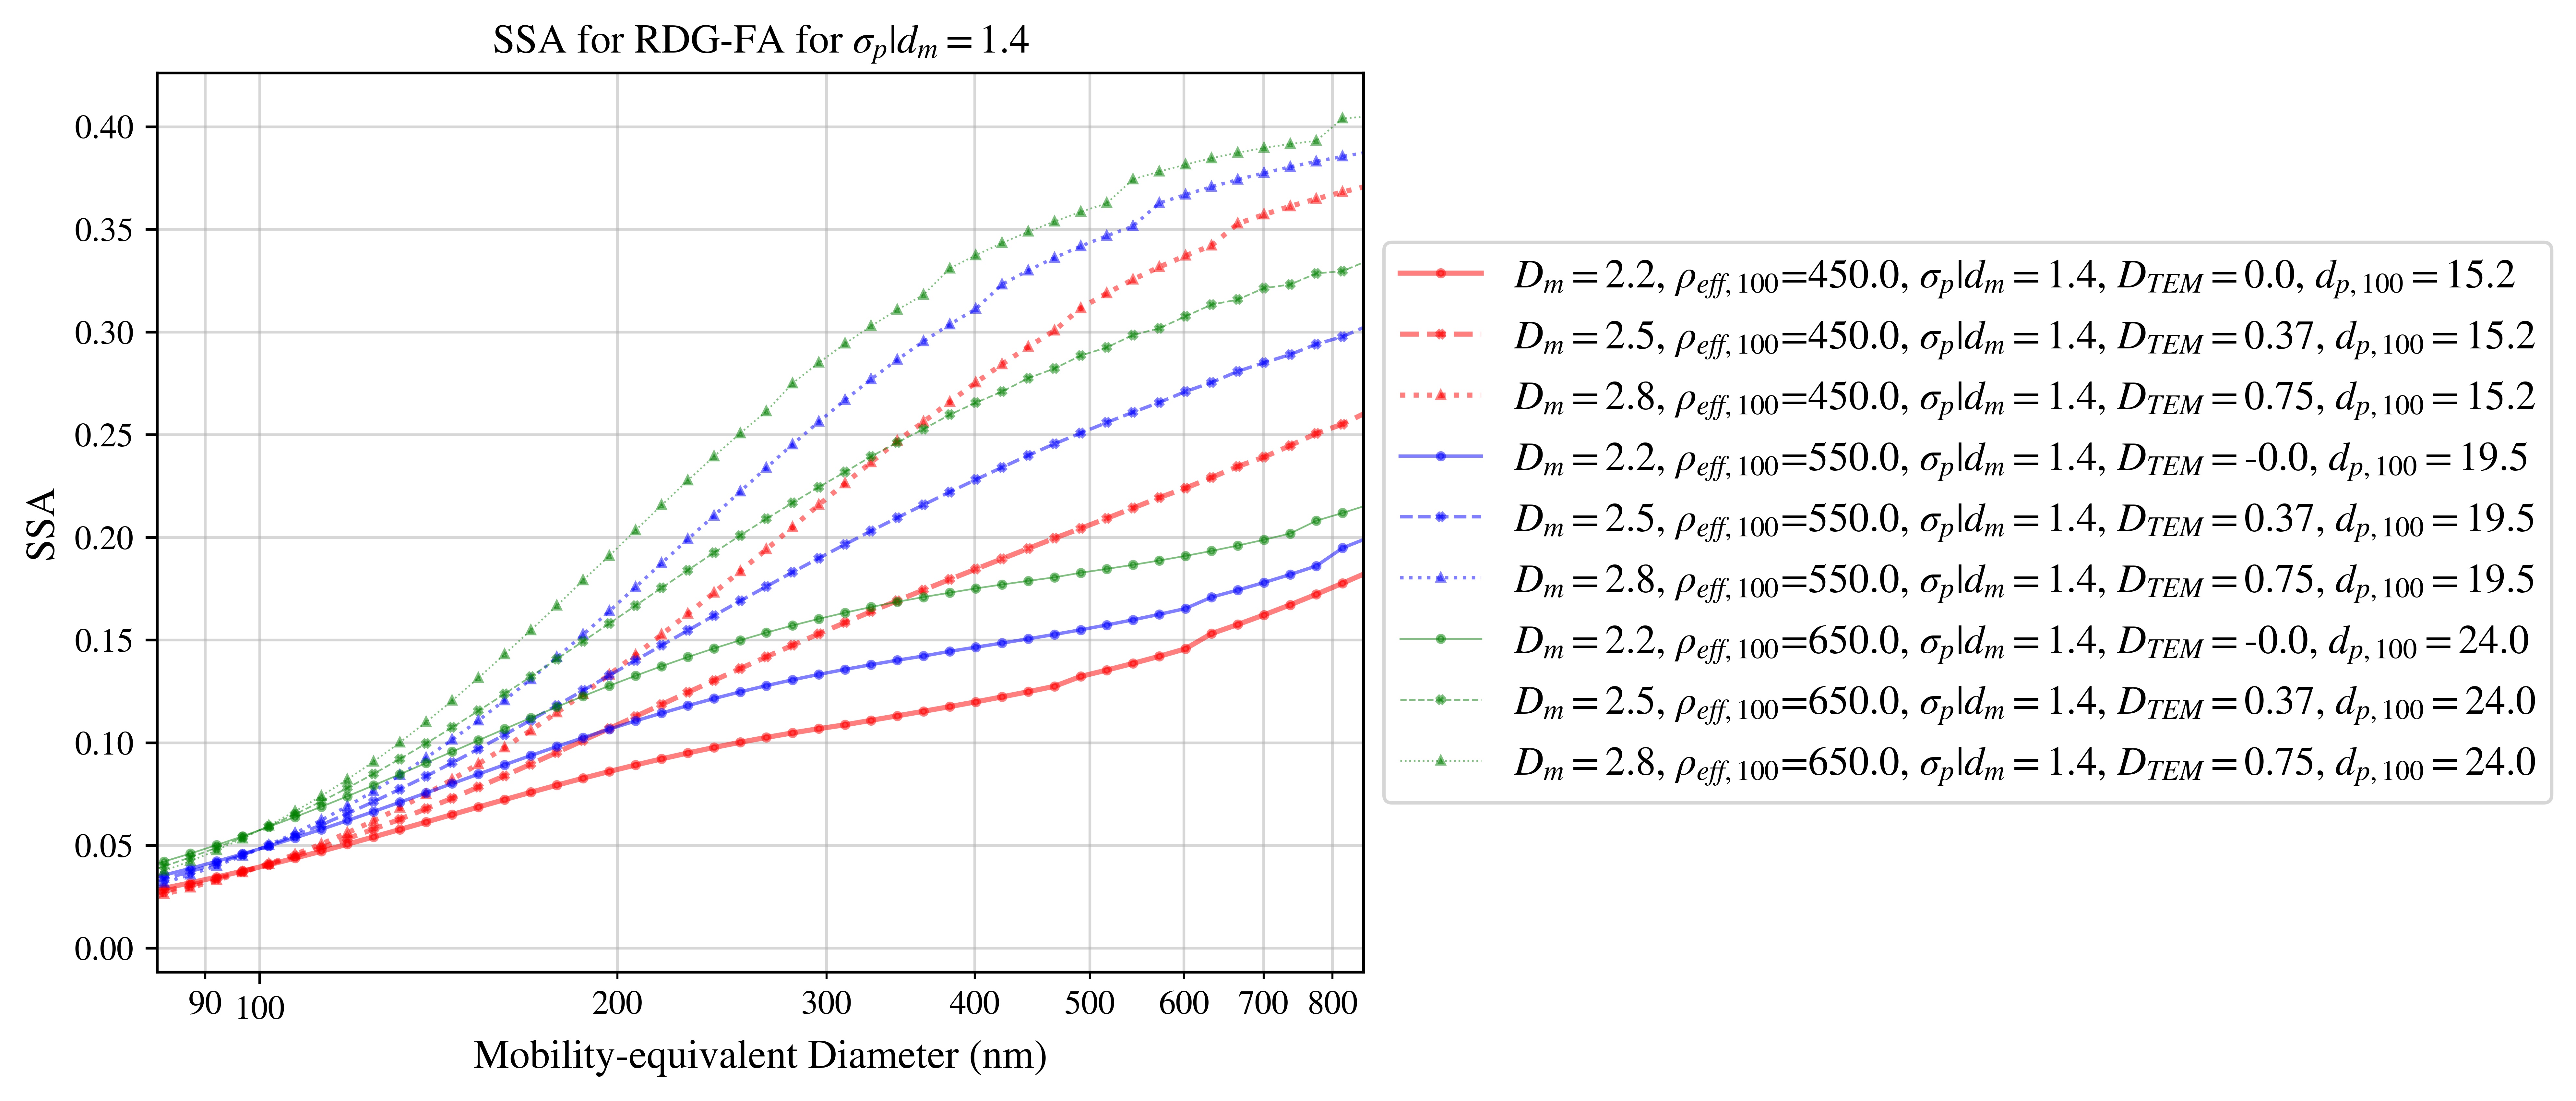 SSA for RDG-FA for σp|dm = 1.4
SSA
0.40
0.35
0.30
0.25
0.20
0.15
0.10
0.05
0.00
90 100 200 300 400 500 600 700 800
Mobility-equivalent Diameter (nm)
Dm = 2.2, ρeff, 100=450.0, σp|dm = 1.4, DTEM = 0.0, dp, 100 = 15.2
Dm = 2.5, ρeff, 100=450.0, σp|dm = 1.4, DTEM = 0.37, dp, 100 = 15.2
Dm = 2.8, ρeff, 100=450.0, σp|dm = 1.4, DTEM = 0.75, dp, 100 = 15.2
Dm = 2.2, ρeff, 100=550.0, σp|dm = 1.4, DTEM = -0.0, dp, 100 = 19.5
Dm = 2.5, ρeff, 100=550.0, σp|dm = 1.4, DTEM = 0.37, dp, 100 = 19.5
Dm = 2.8, ρeff, 100=550.0, σp|dm = 1.4, DTEM = 0.75, dp, 100 = 19.5
Dm = 2.2, ρeff, 100=650.0, σp|dm = 1.4, DTEM = -0.0, dp, 100 = 24.0
Dm = 2.5, ρeff, 100=650.0, σp|dm = 1.4, DTEM = 0.37, dp, 100 = 24.0
Dm = 2.8, ρeff, 100=650.0, σp|dm = 1.4, DTEM = 0.75, dp, 100 = 24.0